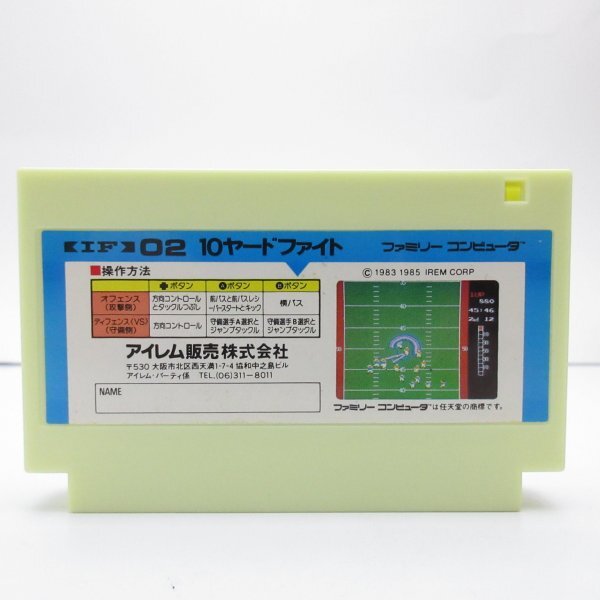 IF 02 10ヤードファイト ファミリー コンピュータ™
■操作方法
✚ボタン Ⓐボタン Ⓑボタン
オフェンス(攻撃側) 方向コントロールとタックルつぶし 前パスと前パスレシーバースタートとキック 横パス
ディフェンス(VS)(守備側) 方向コントロール 守備選手A選択とジャンプタックル 守備選手B選択とジャンプタックル
アイレム販売株式会社
〒530 大阪市北区西天満1-7-4 協和中之島ビル
アイレム・パーティ係 TEL.(06)311-8011
NAME
© 1983 1985 IREM CORP
880
45:46
12
ファミリー コンピュータ™は任天堂の商標です。